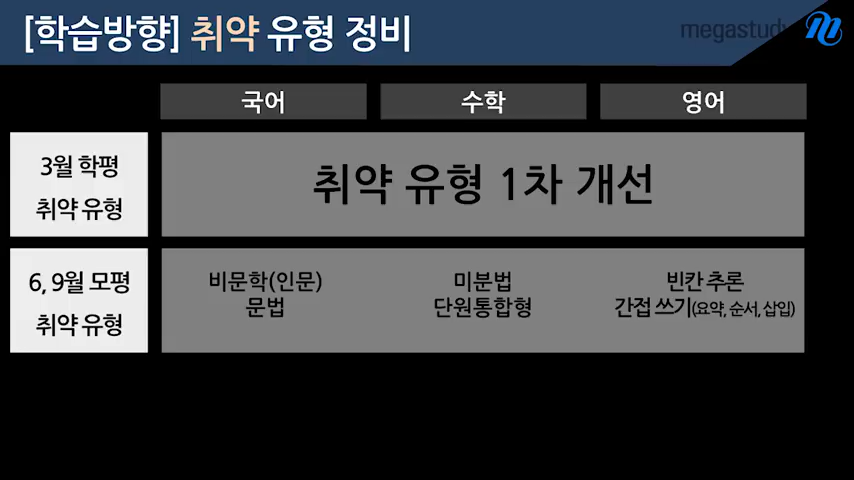 [학습방향] 취약 유형 정비
megastudy
국어 수학 영어
3월 학평
취약 유형
취약 유형 1차 개선
6, 9월 모평
취약 유형
비문학(인문)
문법
미분법
단원통합형
빈칸 추론
간접 쓰기(요약, 순서, 삽입)